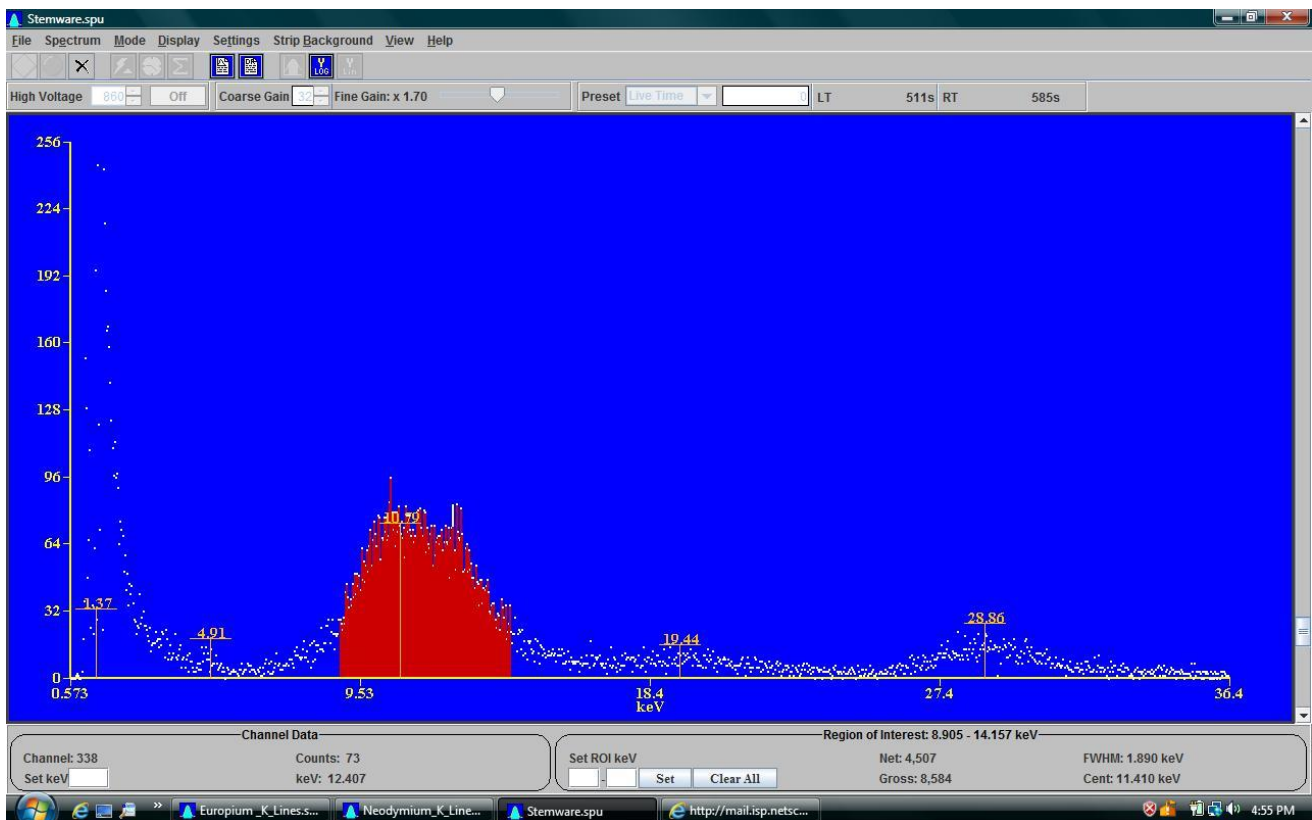 Stemware.spu
File Spectrum Mode Display Settings Strip Background View Help
Y LOG
High Voltage 860 Off Coarse Gain 32 Fine Gain: x 1.70 Preset Live Time 0 LT 511s RT 585s
256
224
192
160
128
96
64
32
0
10.79
1.37
4.91
19.44
28.86
0.573 9.53 18.4 27.4 36.4
keV
Channel Data
Channel: 338 Counts: 73
Set keV keV: 12.407
Region of Interest: 8.905 - 14.157 keV
Set ROI keV Net: 4,507 FWHM: 1.890 keV
- Set Clear All Gross: 8,584 Cent: 11.410 keV
» Europium _K_Lines.s... Neodymium_K_Line... Stemware.spu http://mail.isp.netsc... 4:55 PM